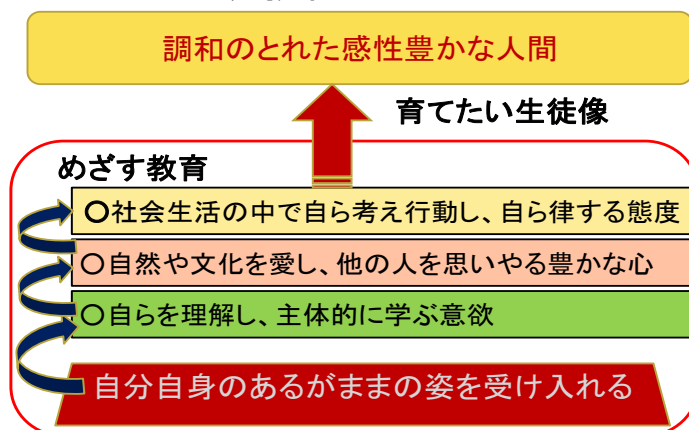 調和のとれた感性豊かな人間
育てたい生徒像
めざす教育
〇社会生活の中で自ら考え行動し、自ら律する態度
〇自然や文化を愛し、他の人を思いやる豊かな心
〇自らを理解し、主体的に学ぶ意欲
自分自身のあるがままの姿を受け入れる